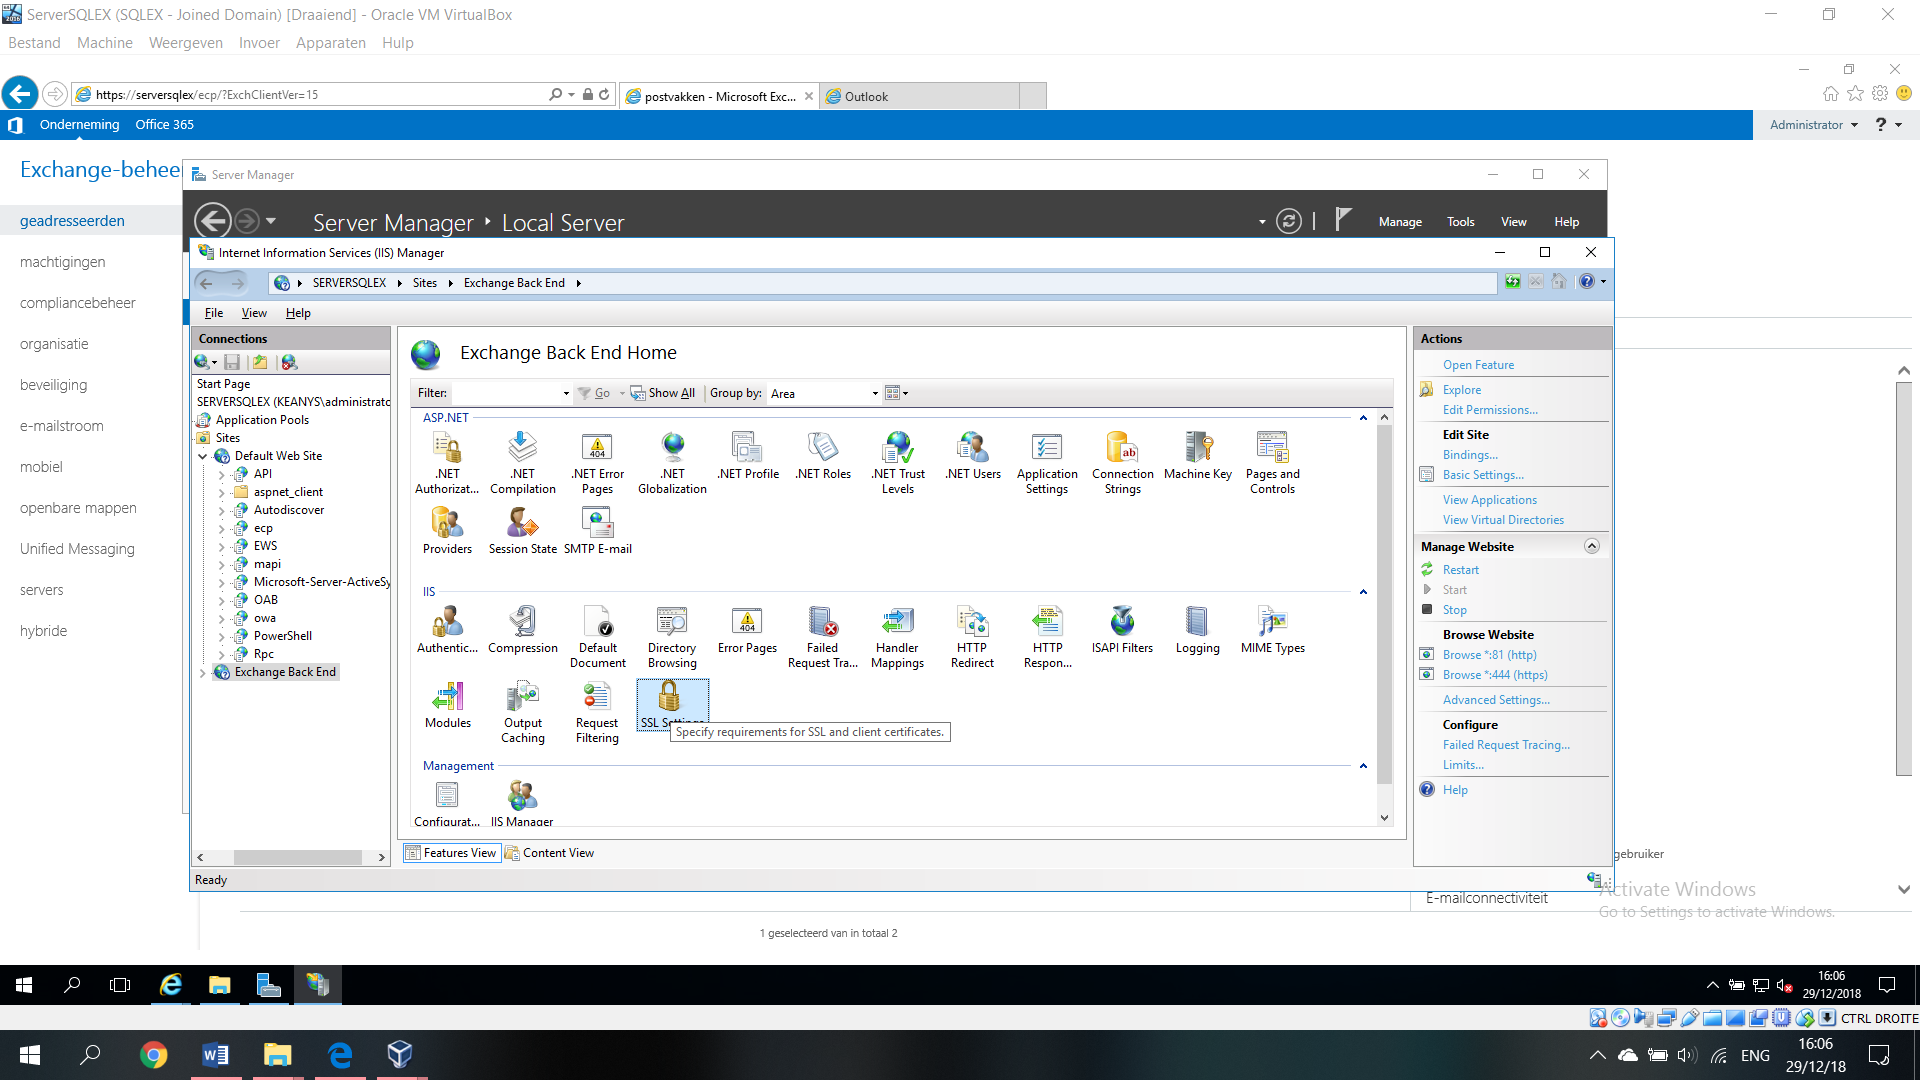 ServerSQLEX (SQLEX - Joined Domain) [Draaiend] - Oracle VM VirtualBox
Bestand Machine Weergeven Invoer Apparaten Hulp
https://serversqlex/ecp/?ExchClientVer=15
postvakken - Microsoft Exc...
Outlook
Onderneming Office 365
Administrator ?
Exchange-behee
geadresseerden
machtigingen
compliancebeheer
organisatie
beveiliging
e-mailstroom
mobiel
openbare mappen
Unified Messaging
servers
hybride
Server Manager
Server Manager Local Server
Manage Tools View Help
Internet Information Services (IIS) Manager
SERVERSQLEX Sites Exchange Back End
File View Help
Connections
Start Page
SERVERSQLEX (KEANYS\administrato
Application Pools
Sites
Default Web Site
API
aspnet_client
Autodiscover
ecp
EWS
mapi
Microsoft-Server-ActiveSy
OAB
owa
PowerShell
Rpc
Exchange Back End
Exchange Back End Home
Filter: Go Show All Group by: Area
ASP.NET
.NET Authorizat...
.NET Compilation
.NET Error Pages
.NET Globalization
.NET Profile
.NET Roles
.NET Trust Levels
.NET Users
Application Settings
Connection Strings
Machine Key
Pages and Controls
Providers
Session State
SMTP E-mail
IIS
Authentic...
Compression
Default Document
Directory Browsing
Error Pages
Failed Request Tra...
Handler Mappings
HTTP Redirect
HTTP Respon...
ISAPI Filters
Logging
MIME Types
Modules
Output Caching
Request Filtering
SSL Settings
Specify requirements for SSL and client certificates.
Management
Configurat...
IIS Manager
Features View Content View
Ready
Actions
Open Feature
Explore
Edit Permissions...
Edit Site
Bindings...
Basic Settings...
View Applications
View Virtual Directories
Manage Website
Restart
Start
Stop
Browse Website
Browse *:81 (http)
Browse *:444 (https)
Advanced Settings...
Configure
Failed Request Tracing...
Limits...
Help
gebruiker
E-mailconnectiviteit
Activate Windows
Go to Settings to activate Windows.
1 geselecteerd van in totaal 2
16:06
29/12/2018
CTRL DROITE
ENG
16:06
29/12/18